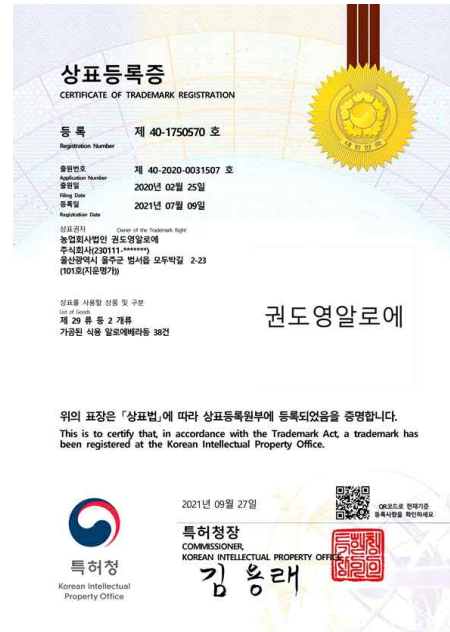 상표등록증
CERTIFICATE OF TRADEMARK REGISTRATION
등 록 제 40-1750570 호
Registration Number
출원번호 제 40-2020-0031507 호
Application Number
출원일 2020년 02월 25일
Filing Date
등록일 2021년 07월 09일
Registration Date
상표권자 Owner of the Trademark Right
농업회사법인 권도영알로에
주식회사(230111-*******)
울산광역시 울주군 범서읍 모두박길 2-23
(101호(지운명가))
상표를 사용할 상품 및 구분
List of Goods
제 29 류 등 2 개류
가공된 식용 알로에베라등 38건
권도영알로에
대한민국
위의 표장은 「상표법」에 따라 상표등록원부에 등록되었음을 증명합니다.
This is to certify that, in accordance with the Trademark Act, a trademark has
been registered at the Korean Intellectual Property Office.
2021년 09월 27일
QR코드로 현재기준
등록사항을 확인하세요
특허청
Korean Intellectual
Property Office
특허청장
COMMISSIONER,
KOREAN INTELLECTUAL PROPERTY OFFICE
김용래